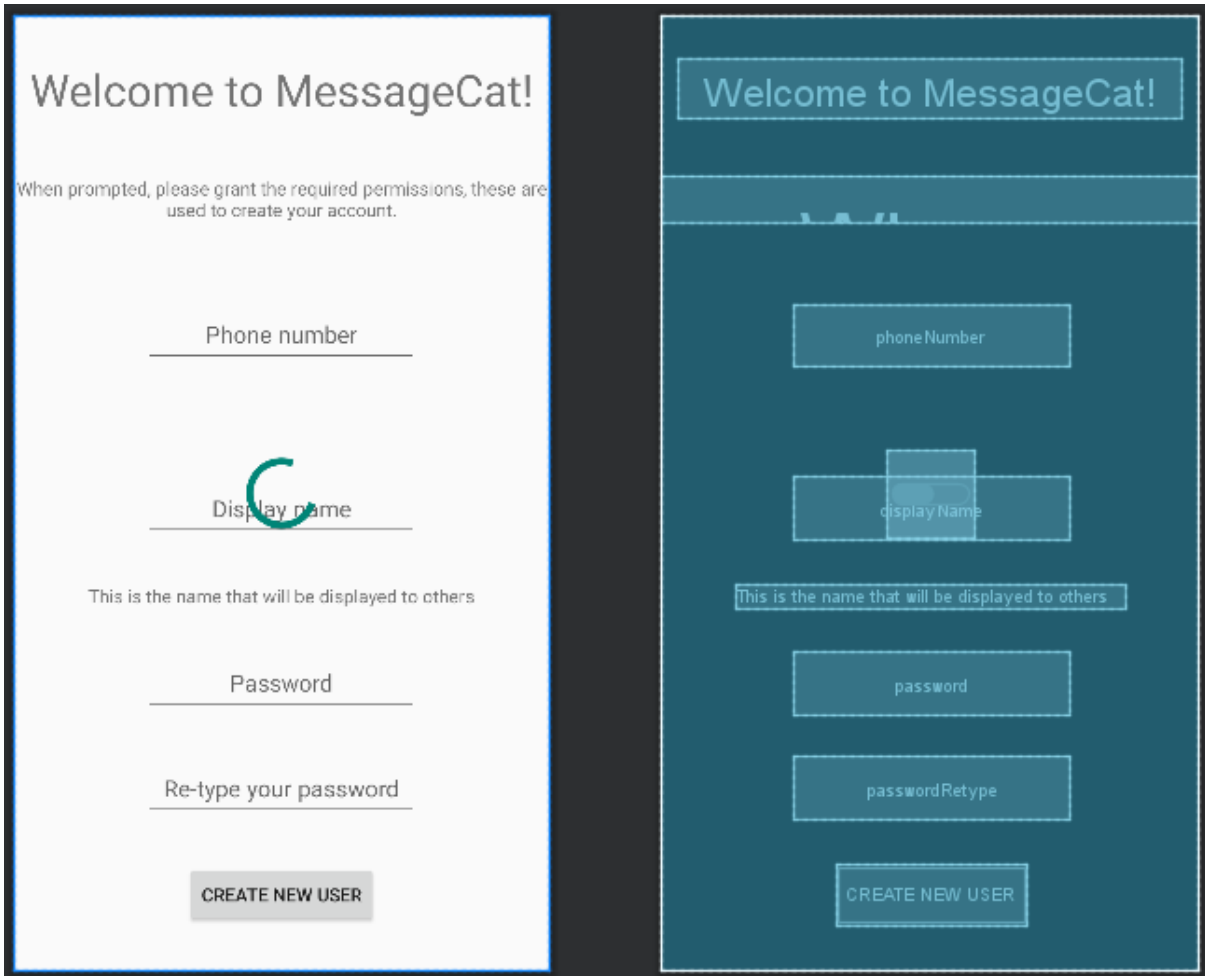 Welcome to MessageCat!
When prompted, please grant the required permissions, these are
used to create your account.
Phone number
Display name
This is the name that will be displayed to others
Password
Re-type your password
CREATE NEW USER
Welcome to MessageCat!
phoneNumber
displayName
This is the name that will be displayed to others
password
passwordRetype
CREATE NEW USER